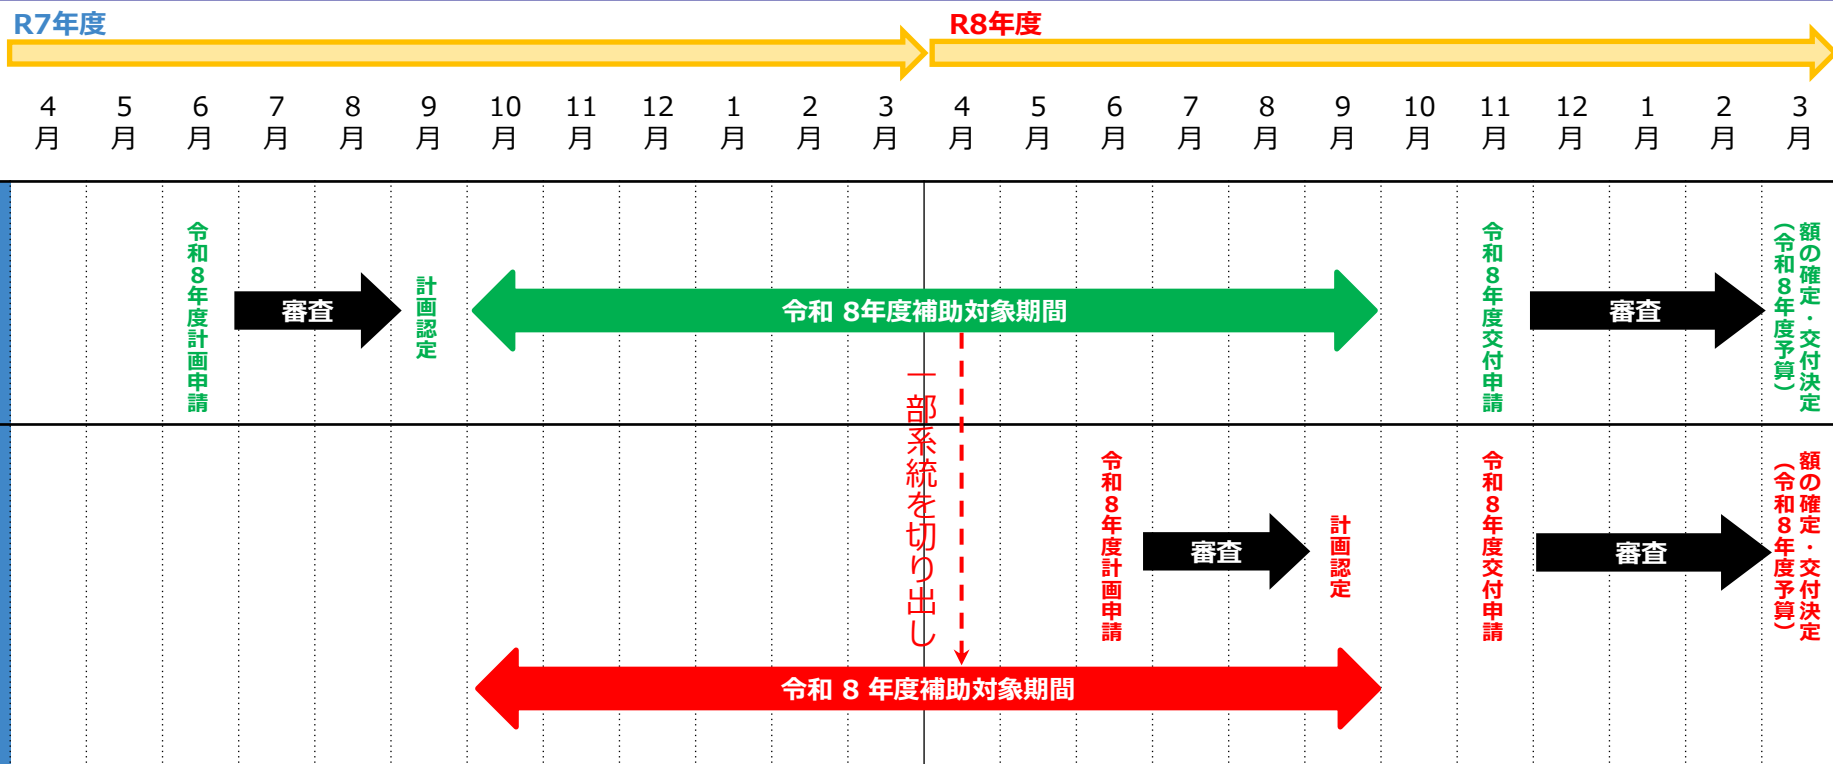 R7年度
R8年度
4月
5月
6月
7月
8月
9月
10月
11月
12月
1月
2月
3月
4月
5月
6月
7月
8月
9月
10月
11月
12月
1月
2月
3月
令和8年度計画申請
審査
計画認定
令和 8年度補助対象期間
令和8年度交付申請
審査
額の確定・交付決定
（令和8年度予算）
一部系統を切り出し
令和8年度計画申請
審査
計画認定
令和8年度交付申請
審査
額の確定・交付決定
（令和8年度予算）
令和 8 年度補助対象期間